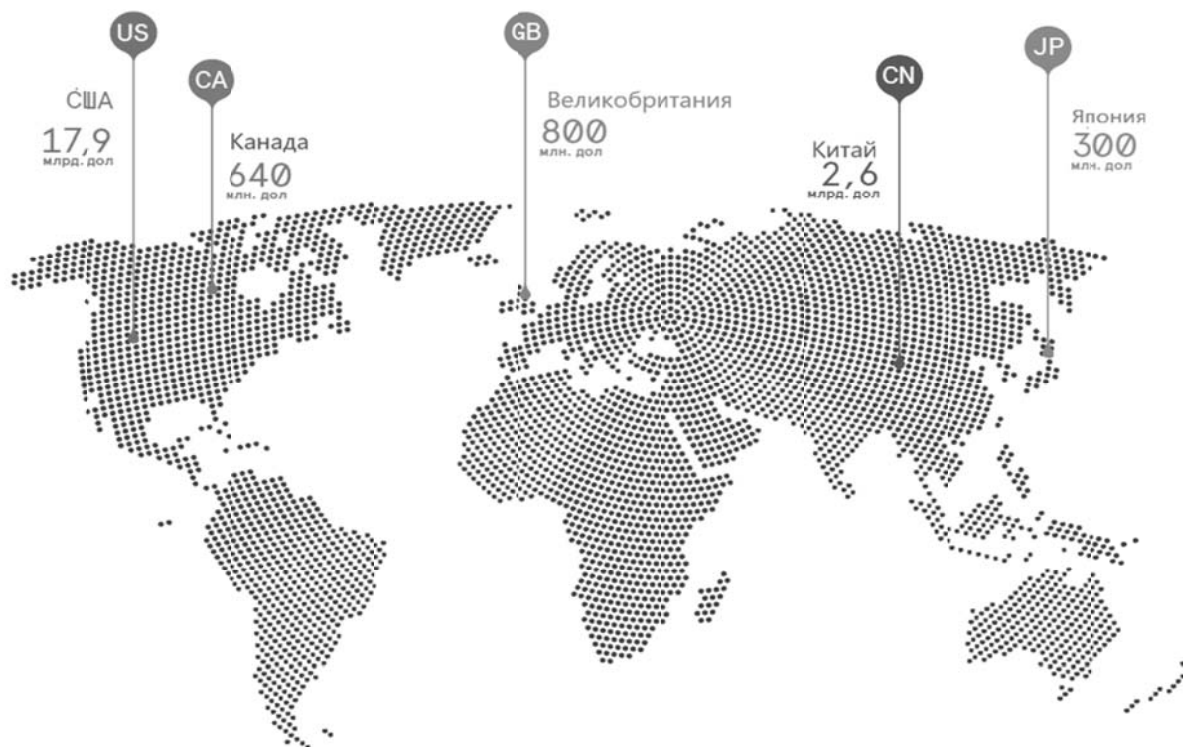 US
США
17,9
млрд. дол
CA
Канада
640
млн. дол
GB
Великобритания
800
млн. дол
CN
Китай
2,6
млрд. дол
JP
Япония
300
млн. дол